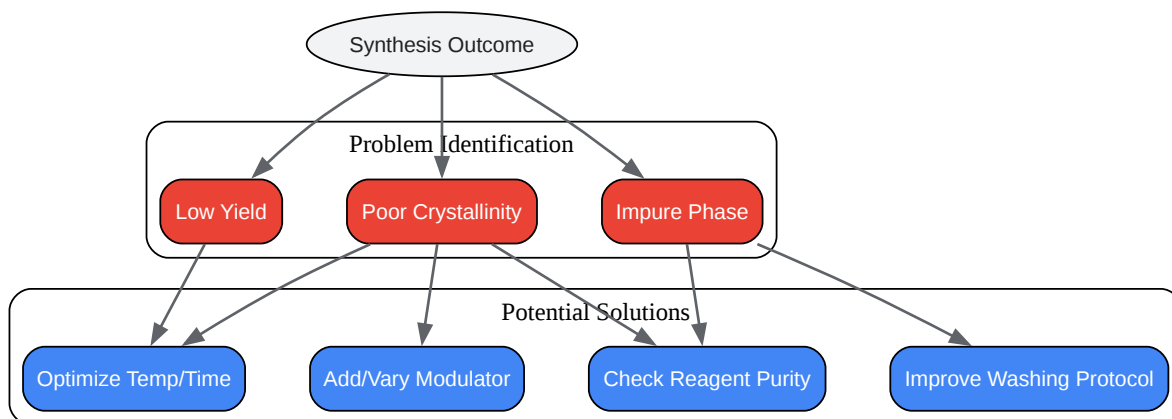 Synthesis Outcome
Problem Identification
Low Yield
Poor Crystallinity
Impure Phase
Potential Solutions
Optimize Temp/Time
Add/Vary Modulator
Check Reagent Purity
Improve Washing Protocol